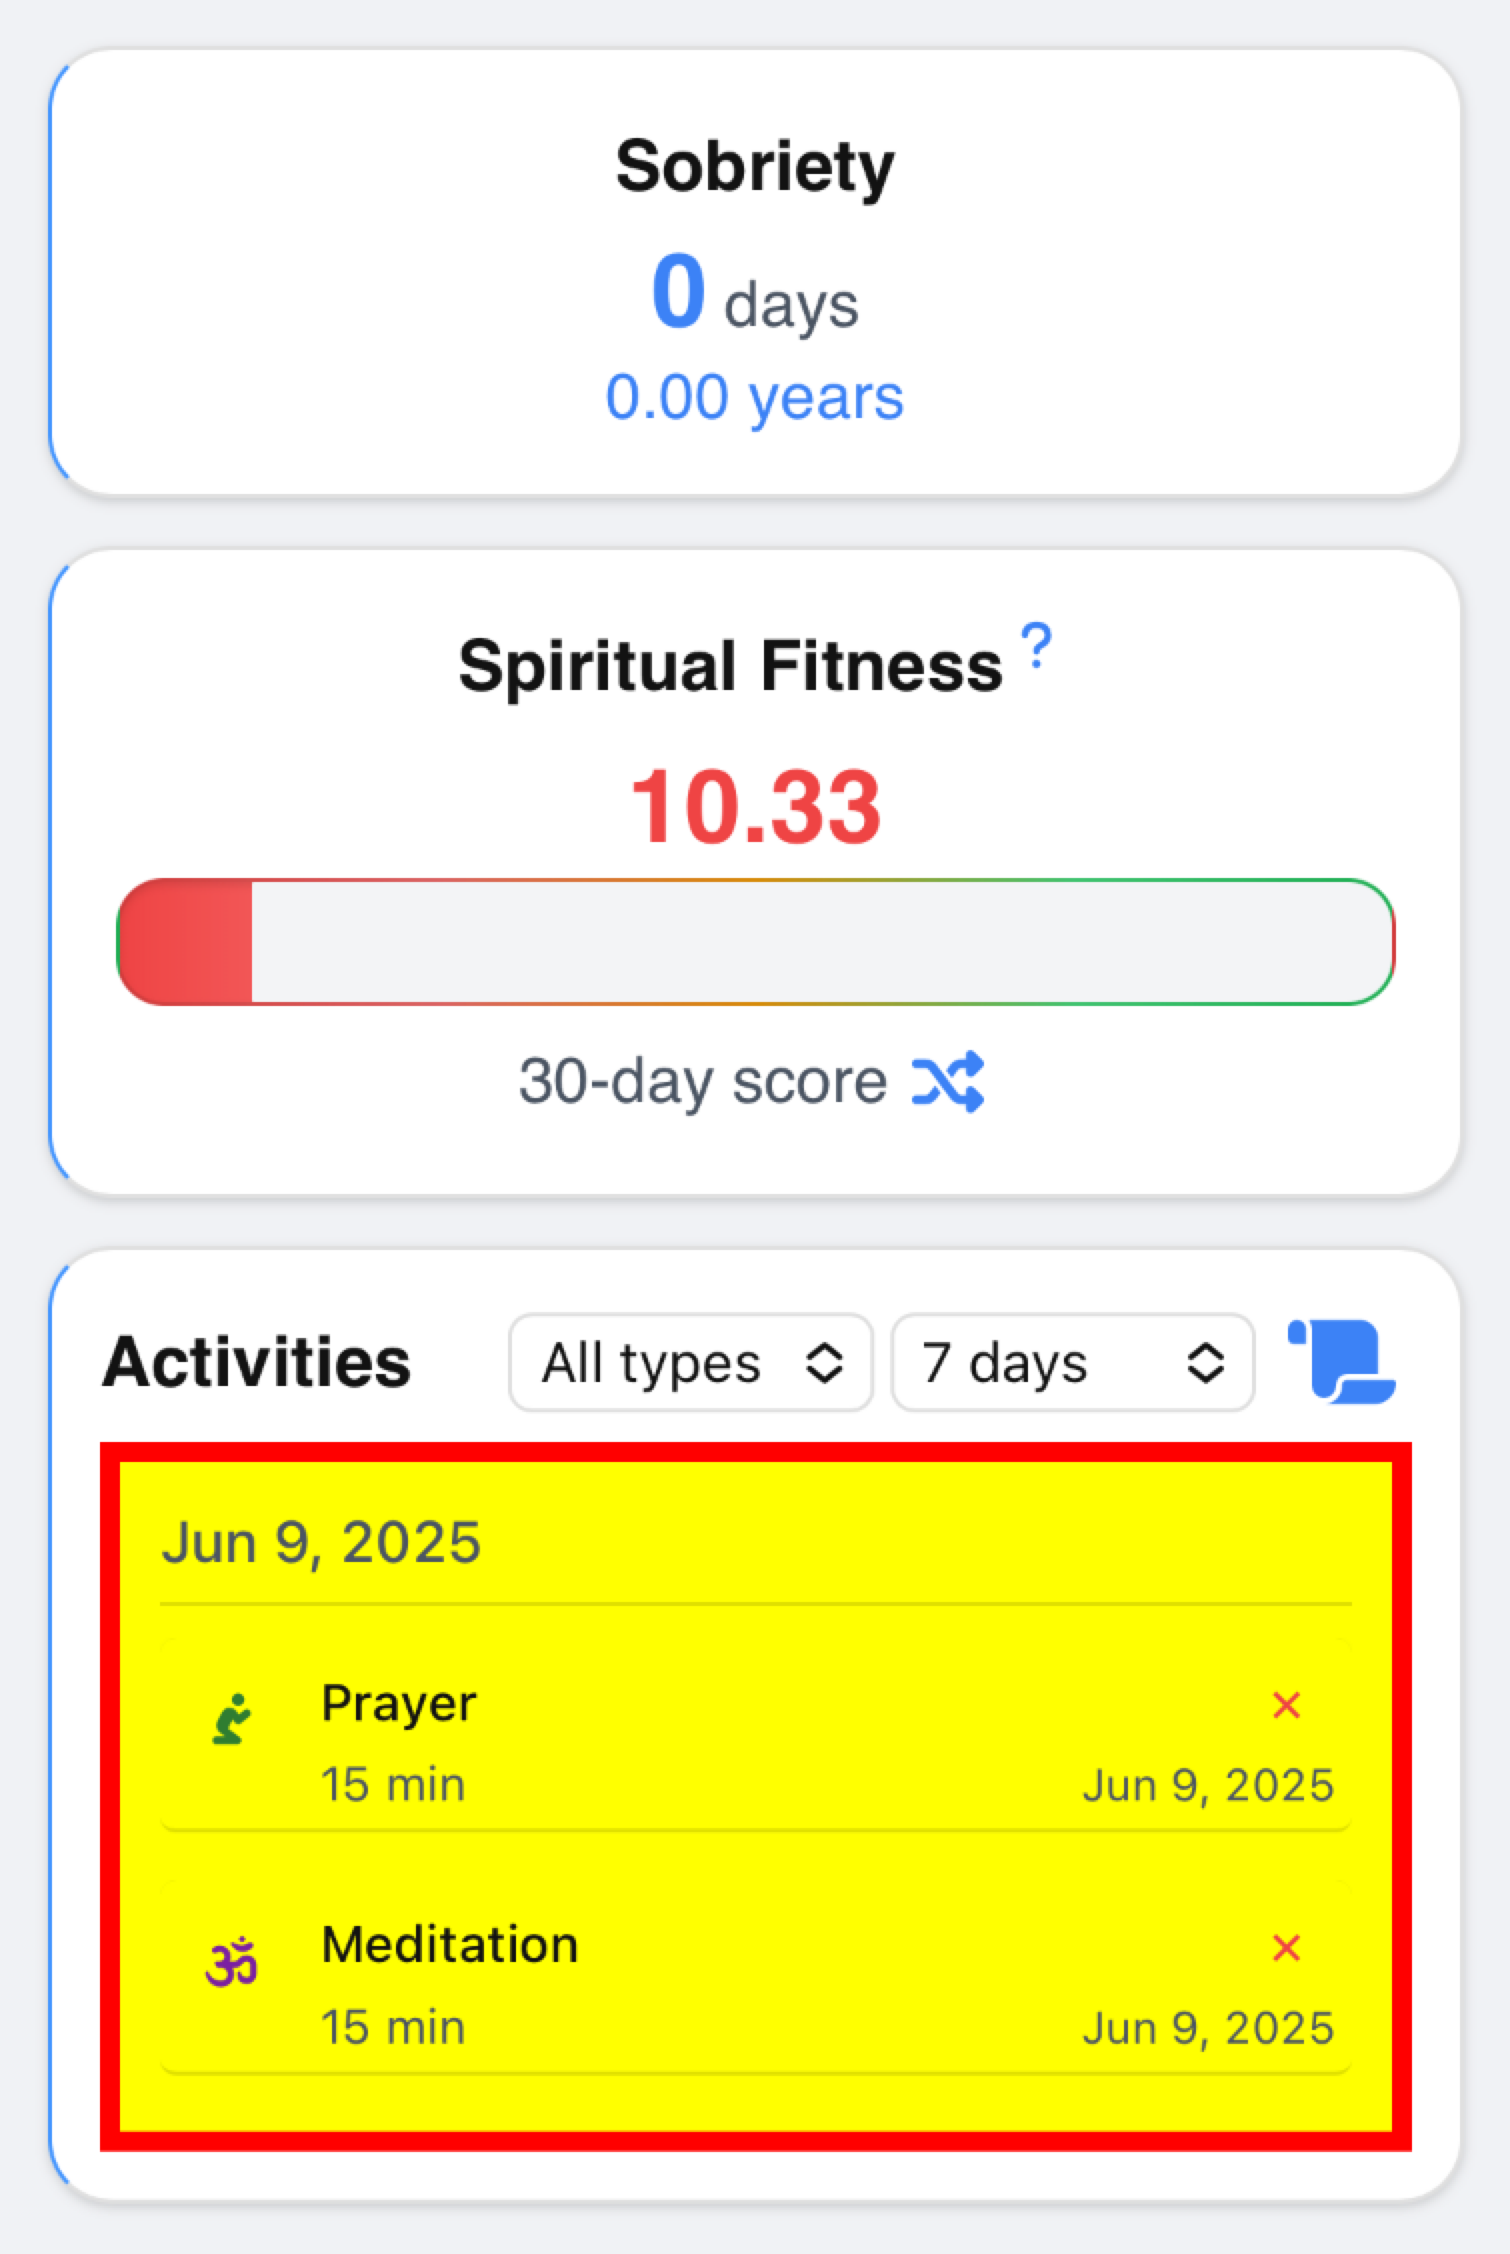 Sobriety
0 days
0.00 years
Spiritual Fitness ?
10.33
30-day score
Activities All types 7 days
Jun 9, 2025
Prayer ×
15 min Jun 9, 2025
ॐ Meditation ×
15 min Jun 9, 2025